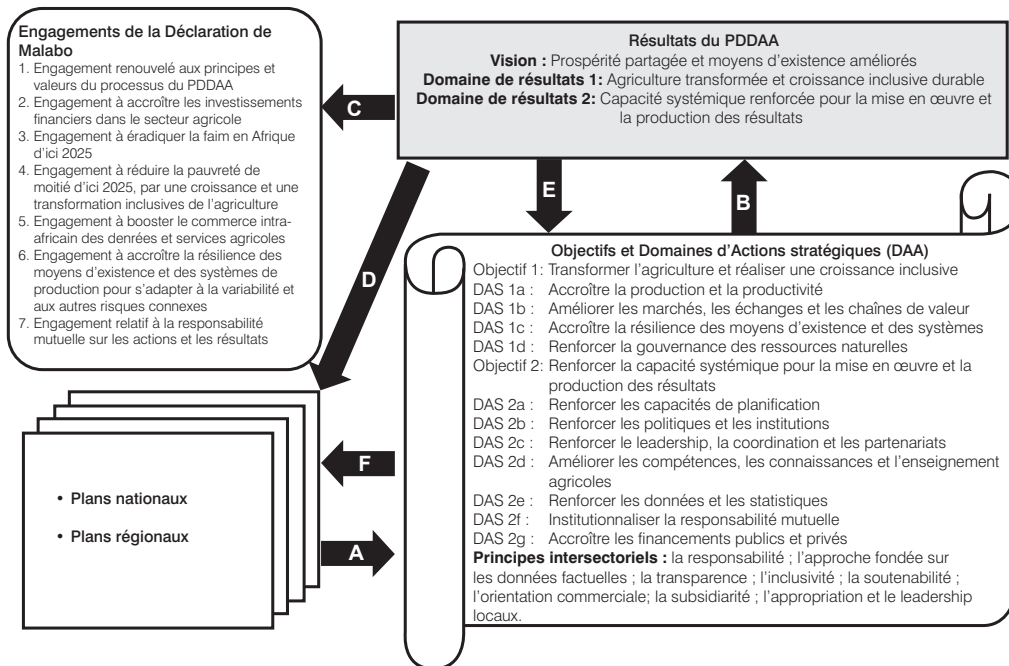 Engagements de la Déclaration de
Malabo
1. Engagement renouvelé aux principes et
valeurs du processus du PDDAA
2. Engagement à accroître les investissements
financiers dans le secteur agricole
3. Engagement à éradiquer la faim en Afrique
d'ici 2025
4. Engagement à réduire la pauvreté de
moitié d'ici 2025, par une croissance et une
transformation inclusives de l'agriculture
5. Engagement à booster le commerce intra-
africain des denrées et services agricoles
6. Engagement à accroître la résilience des
moyens d'existence et des systèmes de
production pour s'adapter à la variabilité et
aux autres risques connexes
7. Engagement relatif à la responsabilité
mutuelle sur les actions et les résultats
Résultats du PDDAA
Vision : Prospérité partagée et moyens d'existence améliorés
Domaine de résultats 1: Agriculture transformée et croissance inclusive durable
Domaine de résultats 2: Capacité systémique renforcée pour la mise en œuvre et
la production des résultats
C
E
B
D
F
A
Objectifs et Domaines d'Actions stratégiques (DAA)
Objectif 1: Transformer l'agriculture et réaliser une croissance inclusive
DAS 1a : Accroître la production et la productivité
DAS 1b : Améliorer les marchés, les échanges et les chaînes de valeur
DAS 1c : Accroître la résilience des moyens d'existence et des systèmes
DAS 1d : Renforcer la gouvernance des ressources naturelles
Objectif 2: Renforcer la capacité systémique pour la mise en œuvre et la
production des résultats
DAS 2a : Renforcer les capacités de planification
DAS 2b : Renforcer les politiques et les institutions
DAS 2c : Renforcer le leadership, la coordination et les partenariats
DAS 2d : Améliorer les compétences, les connaissances et l'enseignement
agricoles
DAS 2e : Renforcer les données et les statistiques
DAS 2f : Institutionnaliser la responsabilité mutuelle
DAS 2g : Accroître les financements publics et privés
Principes intersectoriels : la responsabilité ; l'approche fondée sur
les données factuelles ; la transparence ; l'inclusivité ; la soutenabilité ;
l'orientation commerciale; la subsidiarité ; l'appropriation et le leadership
locaux.
• Plans nationaux
• Plans régionaux